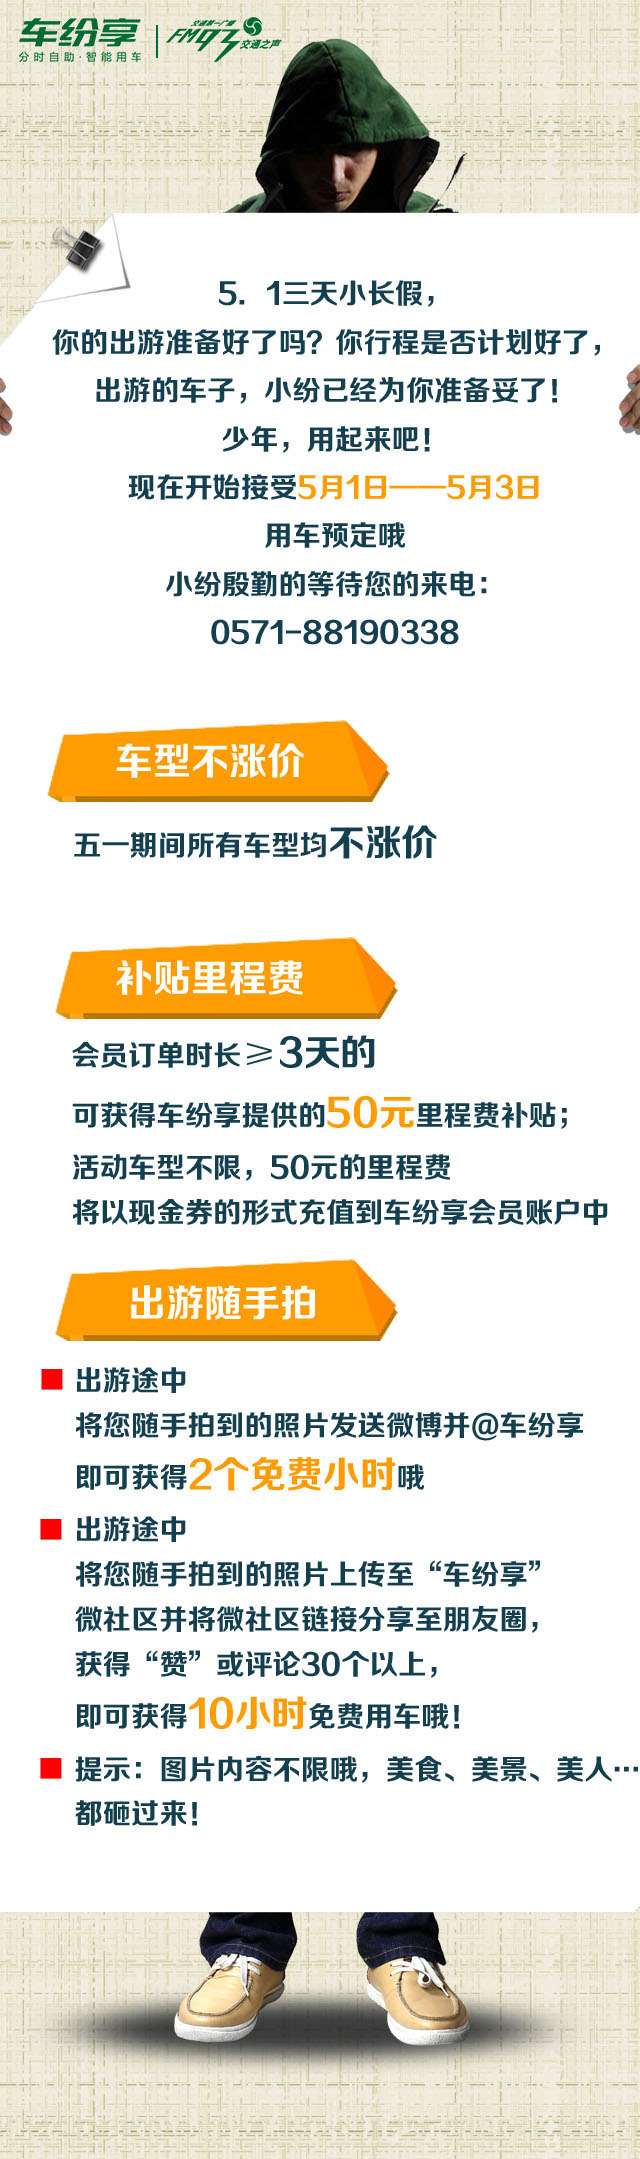 车纷享
分时自助·智能用车
交通第一广播
FM93
交通之声
5. 1三天小长假，
你的出游准备好了吗？你行程是否计划好了，
出游的车子，小纷已经为你准备妥了！
少年，用起来吧！
现在开始接受5月1日——5月3日
用车预定哦
小纷殷勤的等待您的来电：
0571-88190338
车型不涨价
五一期间所有车型均不涨价
补贴里程费
会员订单时长≥3天的
可获得车纷享提供的50元里程费补贴；
活动车型不限，50元的里程费
将以现金券的形式充值到车纷享会员账户中
出游随手拍
出游途中
将您随手拍到的照片发送微博并@车纷享
即可获得2个免费小时哦
出游途中
将您随手拍到的照片上传至“车纷享”
微社区并将微社区链接分享至朋友圈，
获得“赞”或评论30个以上，
即可获得10小时免费用车哦！
提示：图片内容不限哦，美食、美景、美人…
都砸过来！